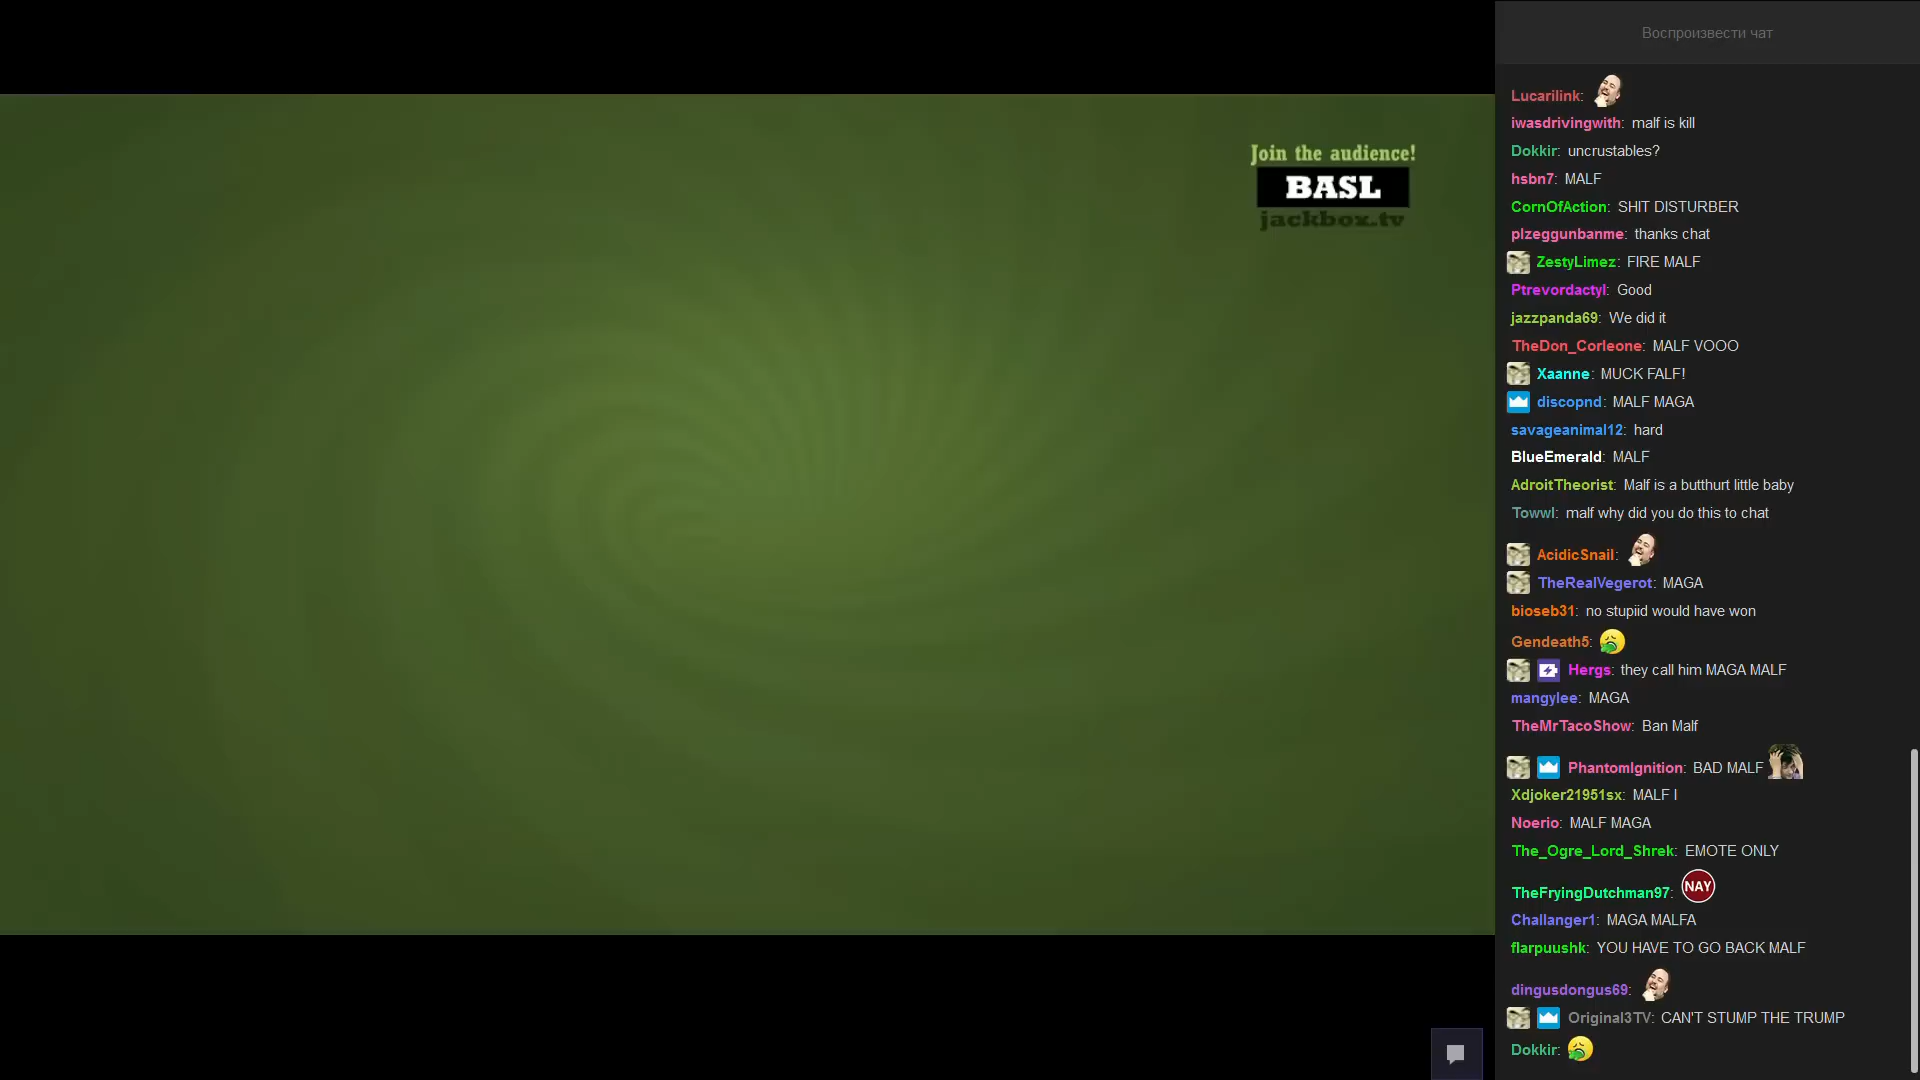 Воспроизвести чат
Join the audience!
BASL
jackbox.tv
Lucarilink:
iwasdrivingwith: malf is kill
Dokkir: uncrustables?
hsbn7: MALF
CornOfAction: SHIT DISTURBER
plzeggunbanme: thanks chat
ZestyLimez: FIRE MALF
Ptrevordactyl: Good
jazzpanda69: We did it
TheDon_Corleone: MALF VOOO
Xaanne: MUCK FALF!
discopnd: MALF MAGA
savageanimal12: hard
BlueEmerald: MALF
AdroitTheorist: Malf is a butthurt little baby
Towwl: malf why did you do this to chat
AcidicSnail:
TheRealVegerot: MAGA
bioseb31: no stupiid would have won
Gendeath5:
Hergs: they call him MAGA MALF
mangylee: MAGA
TheMrTacoShow: Ban Malf
PhantomIgnition: BAD MALF
Xdjoker21951sx: MALF I
Noerio: MALF MAGA
The_Ogre_Lord_Shrek: EMOTE ONLY
TheFryingDutchman97: NAY
Challanger1: MAGA MALFA
flarpuushk: YOU HAVE TO GO BACK MALF
dingusdongus69:
Original3TV: CAN'T STUMP THE TRUMP
Dokkir: